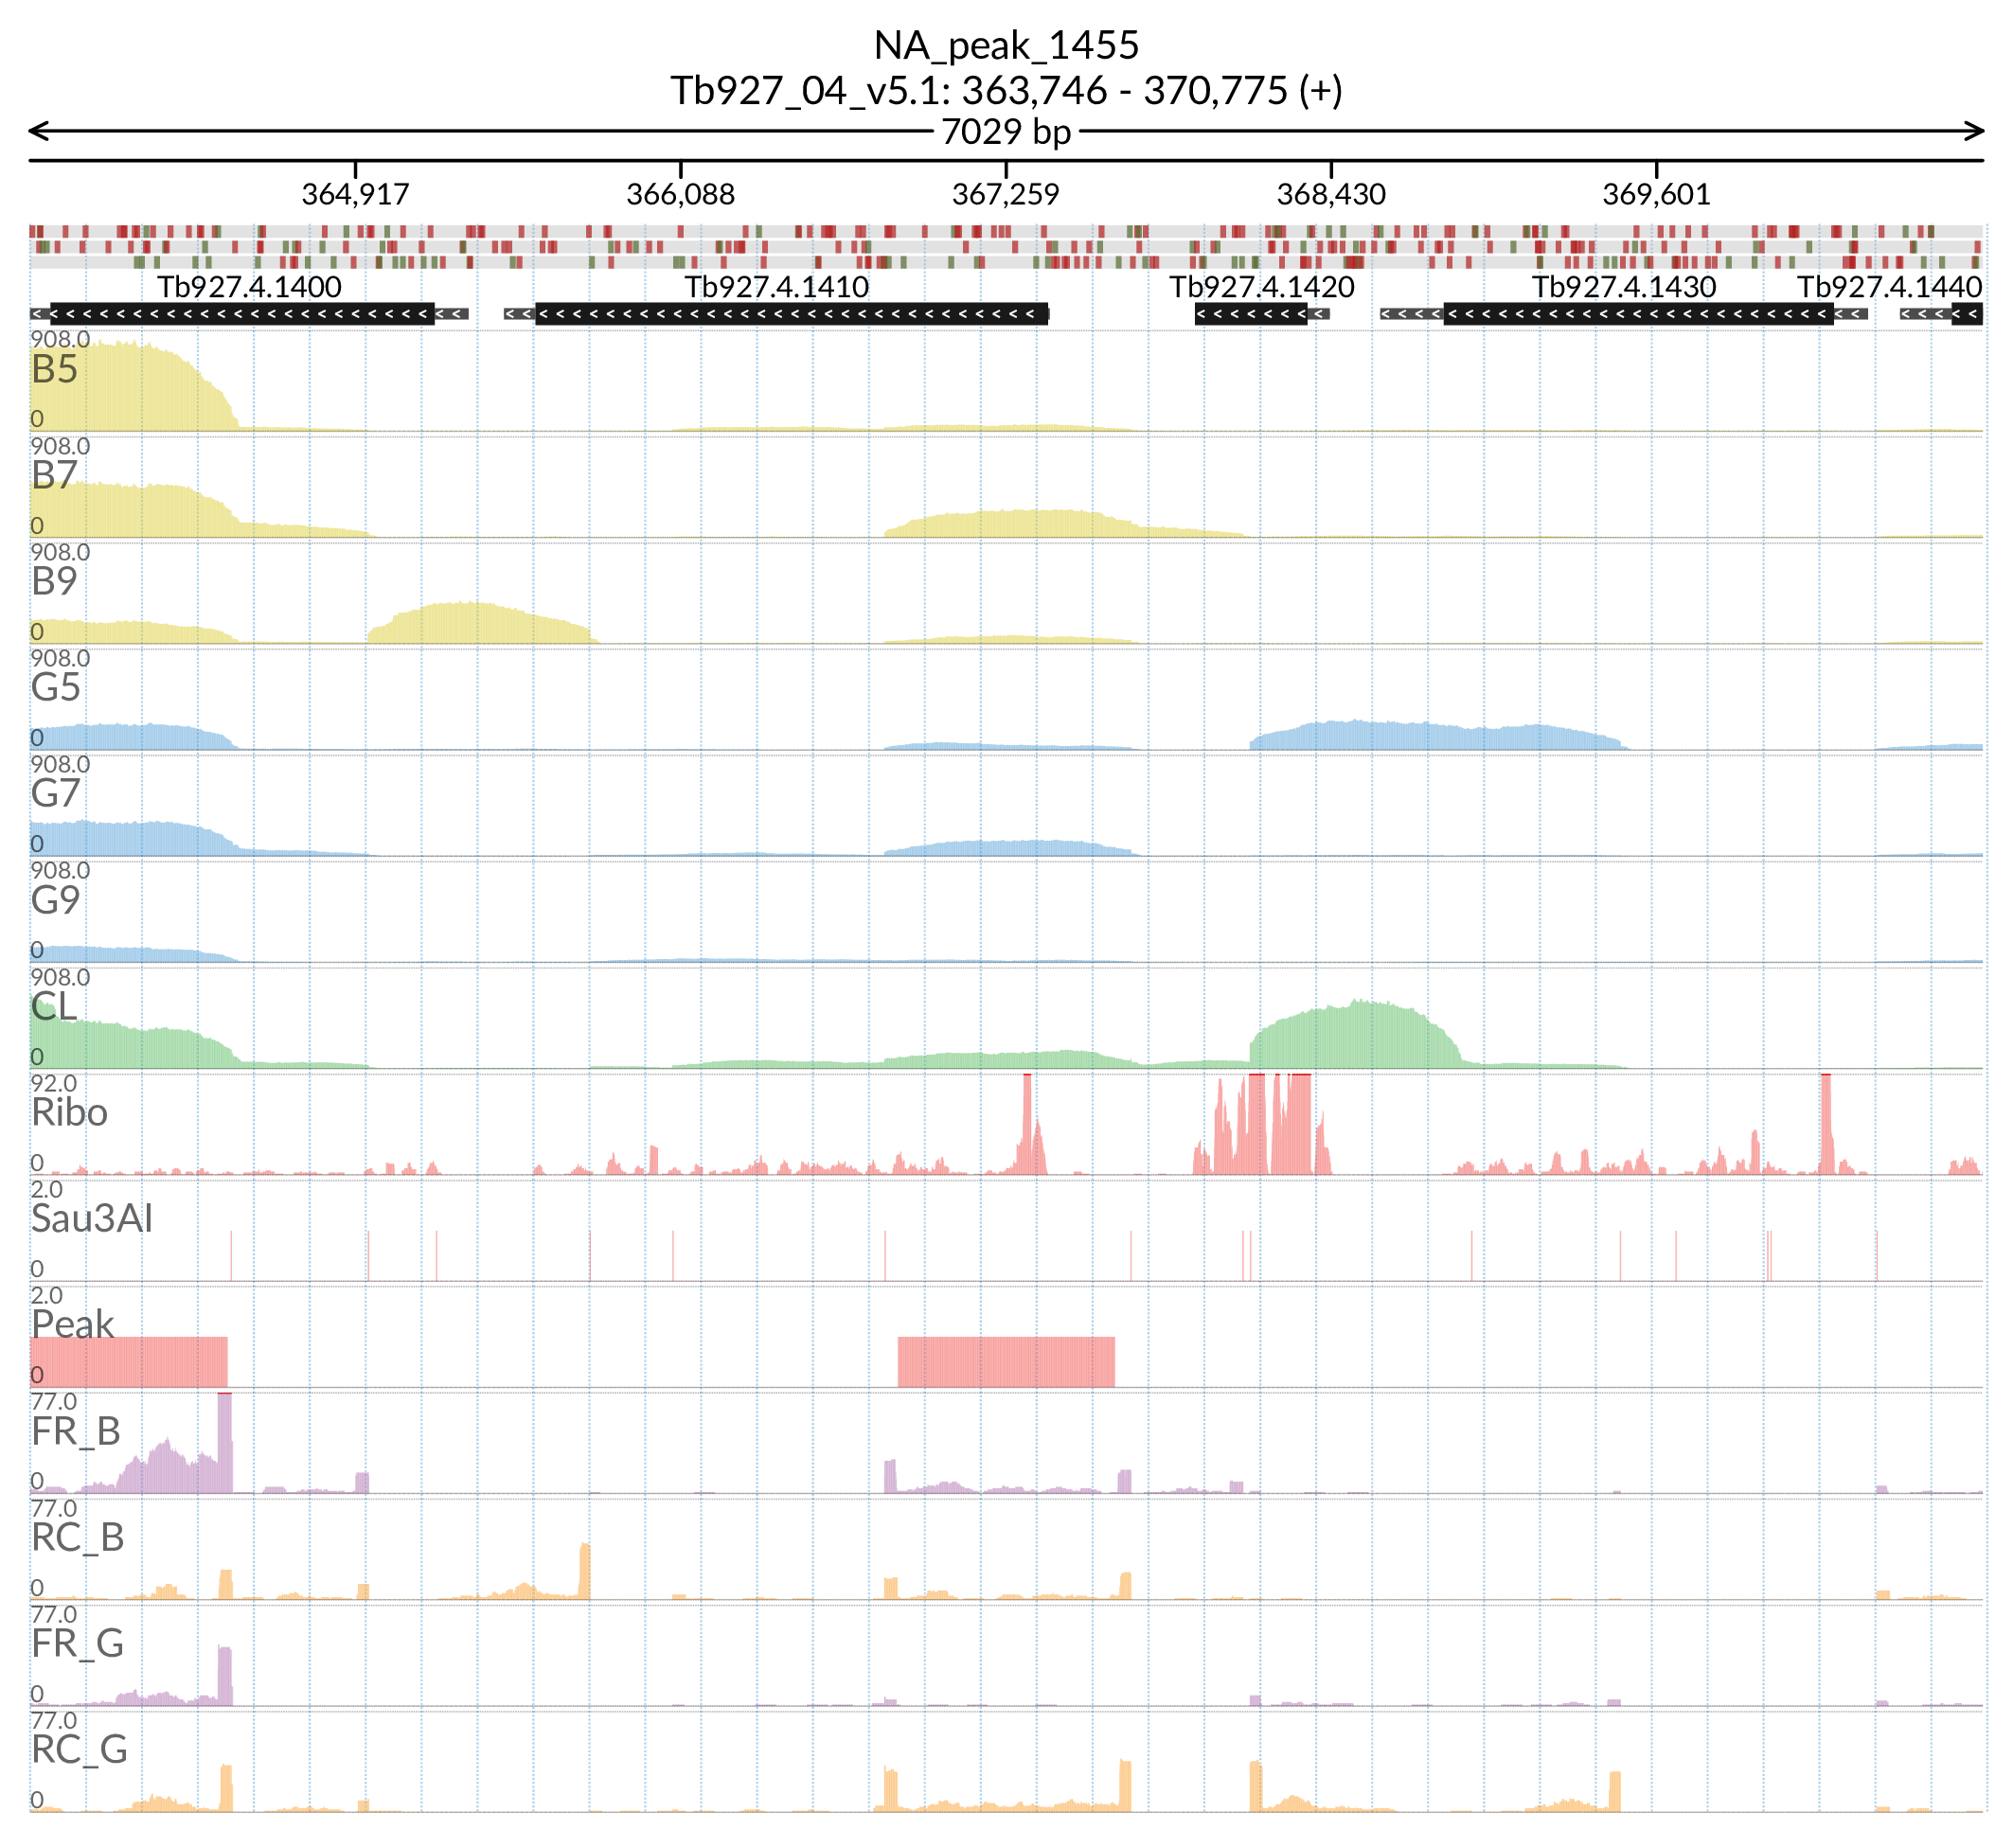 NA_peak_1455
Tb927_04_v5.1: 363,746 - 370,775 (+)
7029 bp
364,917 366,088 367,259 368,430 369,601
Tb927.4.1400 Tb927.4.1410 Tb927.4.1420 Tb927.4.1430 Tb927.4.1440
908.0
B5
0
908.0
B7
0
908.0
B9
0
908.0
G5
0
908.0
G7
0
908.0
G9
0
908.0
CL
0
92.0
Ribo
0
2.0
Sau3AI
0
2.0
Peak
0
77.0
FR_B
0
77.0
RC_B
0
77.0
FR_G
0
77.0
RC_G
0